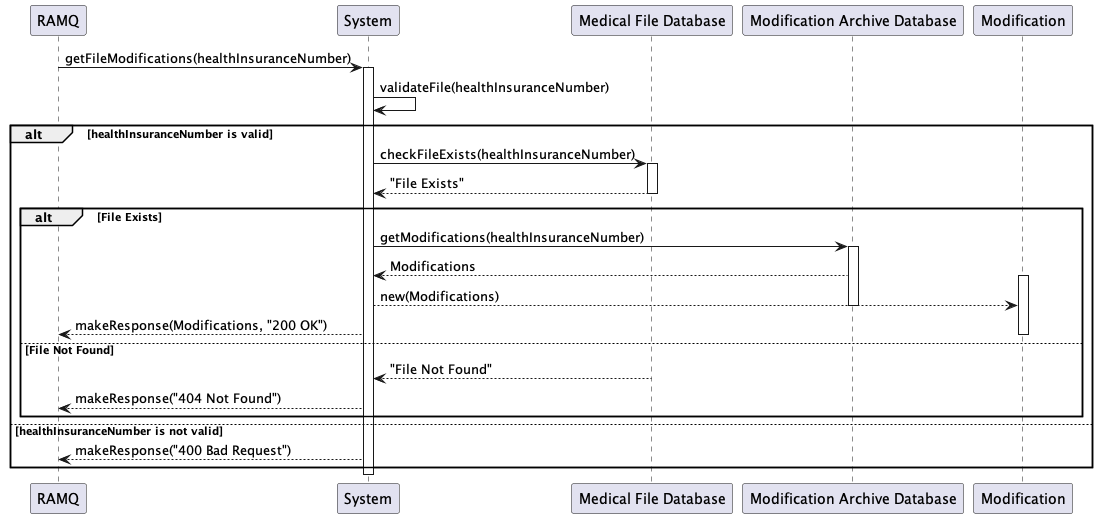 RAMQ System Medical File Database Modification Archive Database Modification
getFileModifications(healthInsuranceNumber)
validateFile(healthInsuranceNumber)
alt [healthInsuranceNumber is valid]
checkFileExists(healthInsuranceNumber)
"File Exists"
alt [File Exists]
getModifications(healthInsuranceNumber)
Modifications
new(Modifications)
makeResponse(Modifications, "200 OK")
[File Not Found]
"File Not Found"
makeResponse("404 Not Found")
[healthInsuranceNumber is not valid]
makeResponse("400 Bad Request")
RAMQ System Medical File Database Modification Archive Database Modification